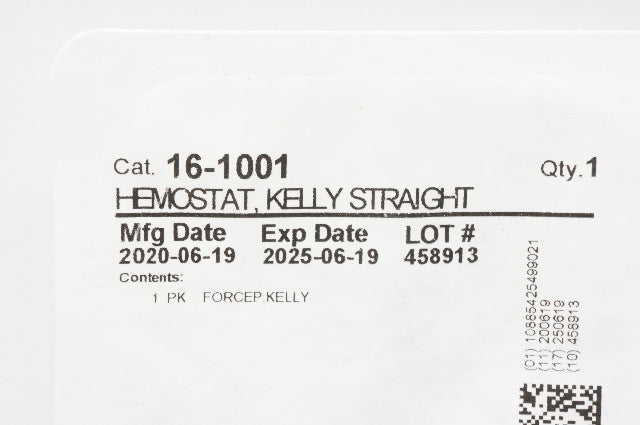 Cat. 16-1001 Qty.1
HEMOSTAT, KELLY STRAIGHT
Mfg Date Exp Date LOT #
2020-06-19 2025-06-19 458913
Contents:
1 PK FORCEP.KELLY
(01) 10885425499021
(11) 200619
(17) 250619
(10) 458913